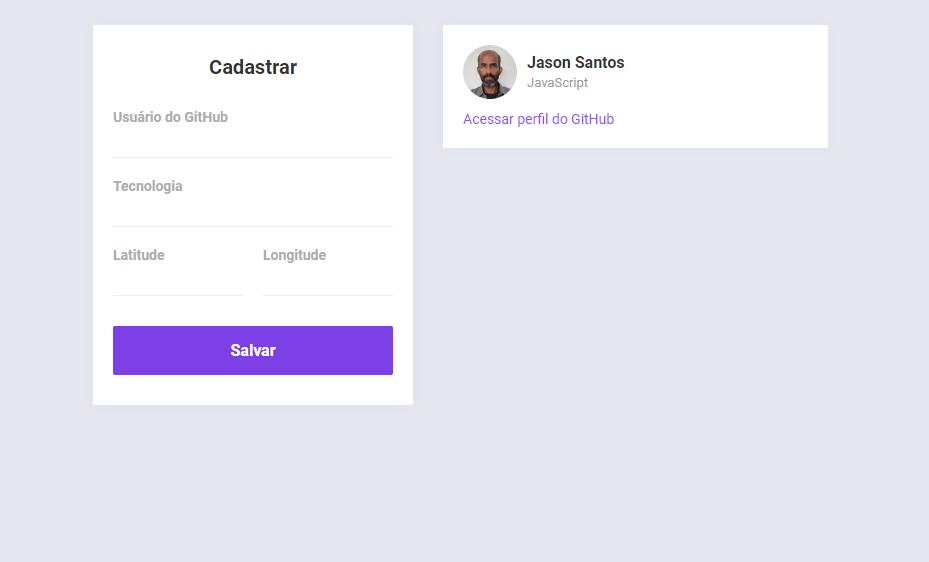 Cadastrar
Usuário do GitHub
Tecnologia
Latitude
Longitude
Salvar
Jason Santos
JavaScript
Acessar perfil do GitHub